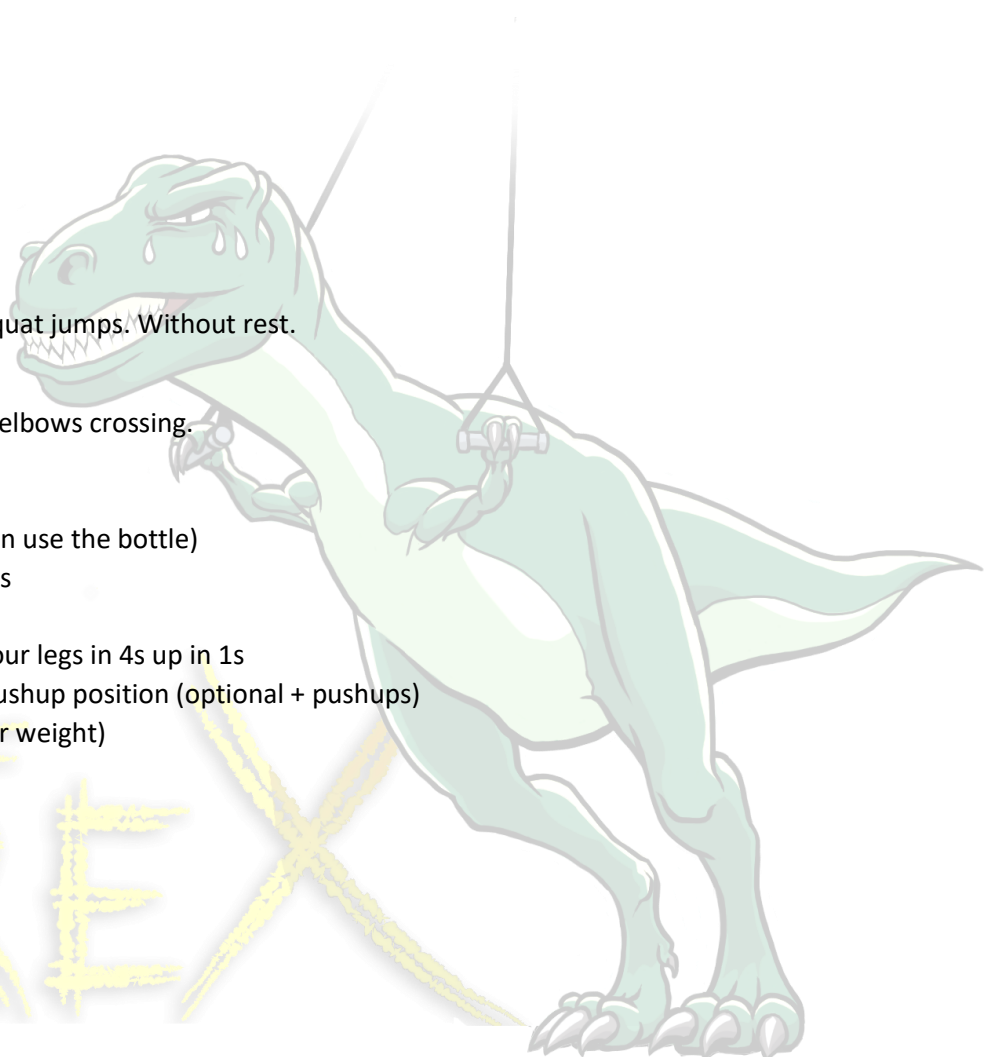 quat jumps. Without rest.
elbows crossing.
n use the bottle)
s
our legs in 4s up in 1s
ushup position (optional + pushups)
r weight)
EX